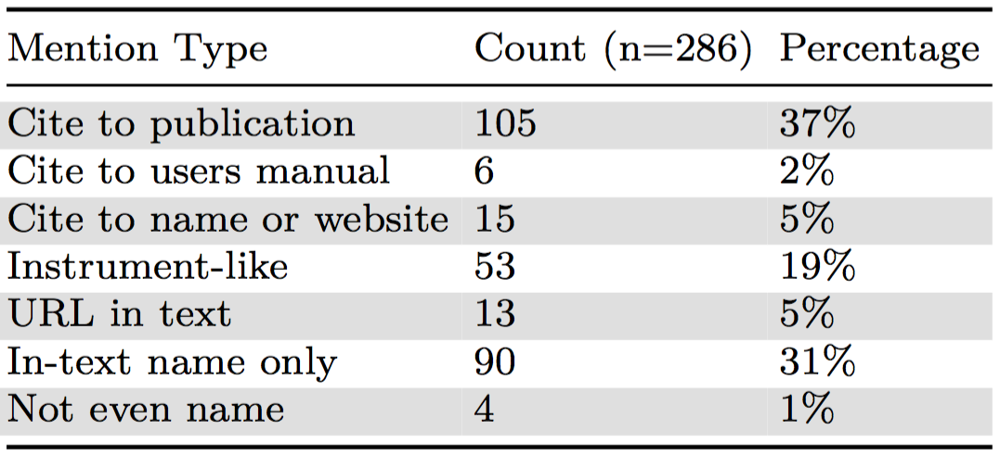 Mention Type Count (n=286) Percentage
Cite to publication 105 37%
Cite to users manual 6 2%
Cite to name or website 15 5%
Instrument-like 53 19%
URL in text 13 5%
In-text name only 90 31%
Not even name 4 1%